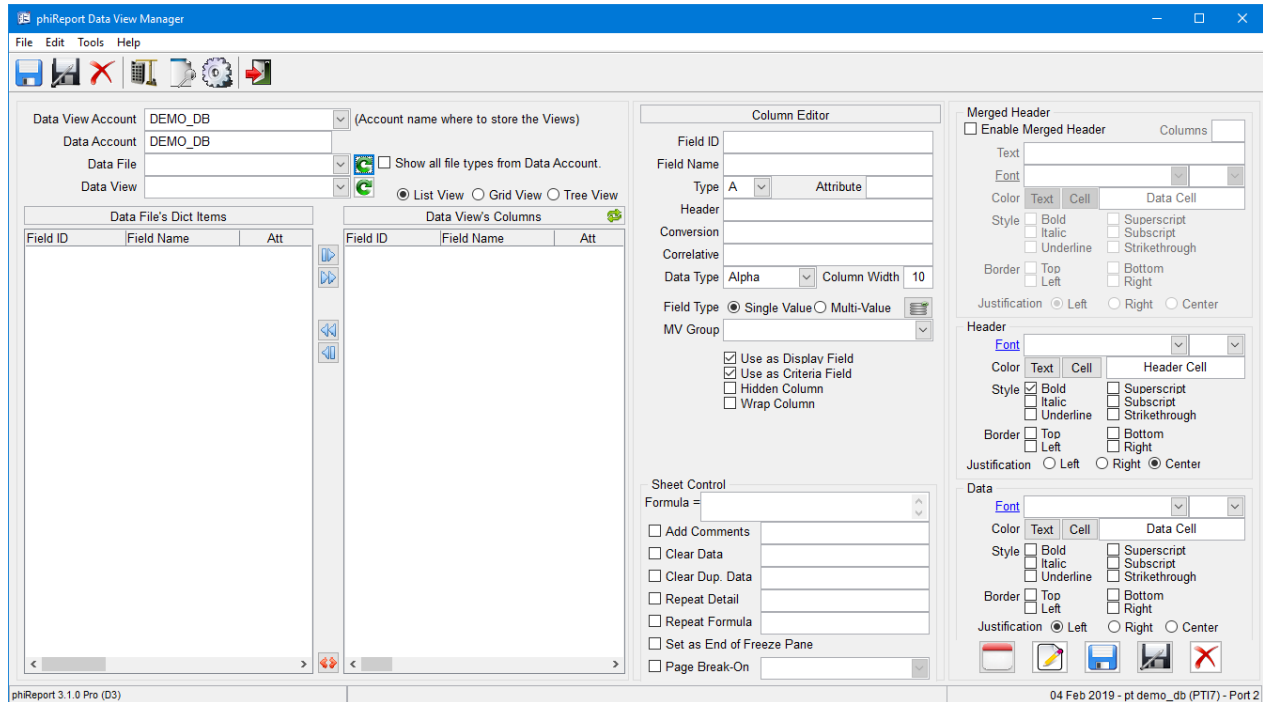 phiReport Data View Manager
File Edit Tools Help
Data View Account DEMO_DB (Account name where to store the Views)
Data Account DEMO_DB
Data File Show all file types from Data Account.
Data View List View Grid View Tree View
Data File's Dict Items Data View's Columns
Field ID Field Name Att Field ID Field Name Att
Column Editor
Field ID
Field Name
Type A Attribute
Header
Conversion
Correlative
Data Type Alpha Column Width 10
Field Type Single Value Multi-Value
MV Group
Use as Display Field
Use as Criteria Field
Hidden Column
Wrap Column
Sheet Control
Formula =
Add Comments
Clear Data
Clear Dup. Data
Repeat Detail
Repeat Formula
Set as End of Freeze Pane
Page Break-On
Merged Header
Enable Merged Header Columns
Text
Font
Color Text Cell Data Cell
Style Bold Superscript
Italic Subscript
Underline Strikethrough
Border Top Bottom
Left Right
Justification Left Right Center
Header
Font
Color Text Cell Header Cell
Style Bold Superscript
Italic Subscript
Underline Strikethrough
Border Top Bottom
Left Right
Justification Left Right Center
Data
Font
Color Text Cell Data Cell
Style Bold Superscript
Italic Subscript
Underline Strikethrough
Border Top Bottom
Left Right
Justification Left Right Center
phiReport 3.1.0 Pro (D3) 04 Feb 2019 - pt demo_db (PTI7) - Port 2